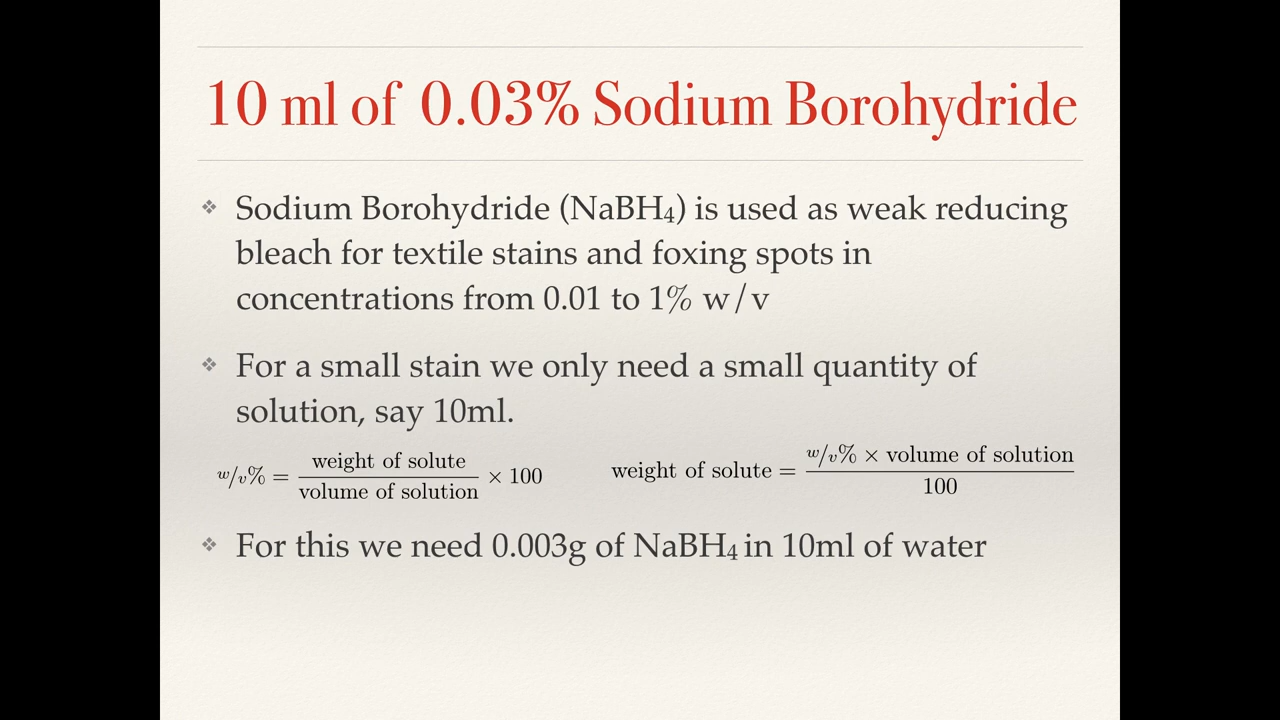 10 ml of 0.03% Sodium Borohydride
❖ Sodium Borohydride (NaBH₄) is used as weak reducing
bleach for textile stains and foxing spots in
concentrations from 0.01 to 1% w/v
❖ For a small stain we only need a small quantity of
solution, say 10ml.
w/v% = weight of solute / volume of solution × 100
weight of solute = w/v% × volume of solution / 100
❖ For this we need 0.003g of NaBH₄ in 10ml of water